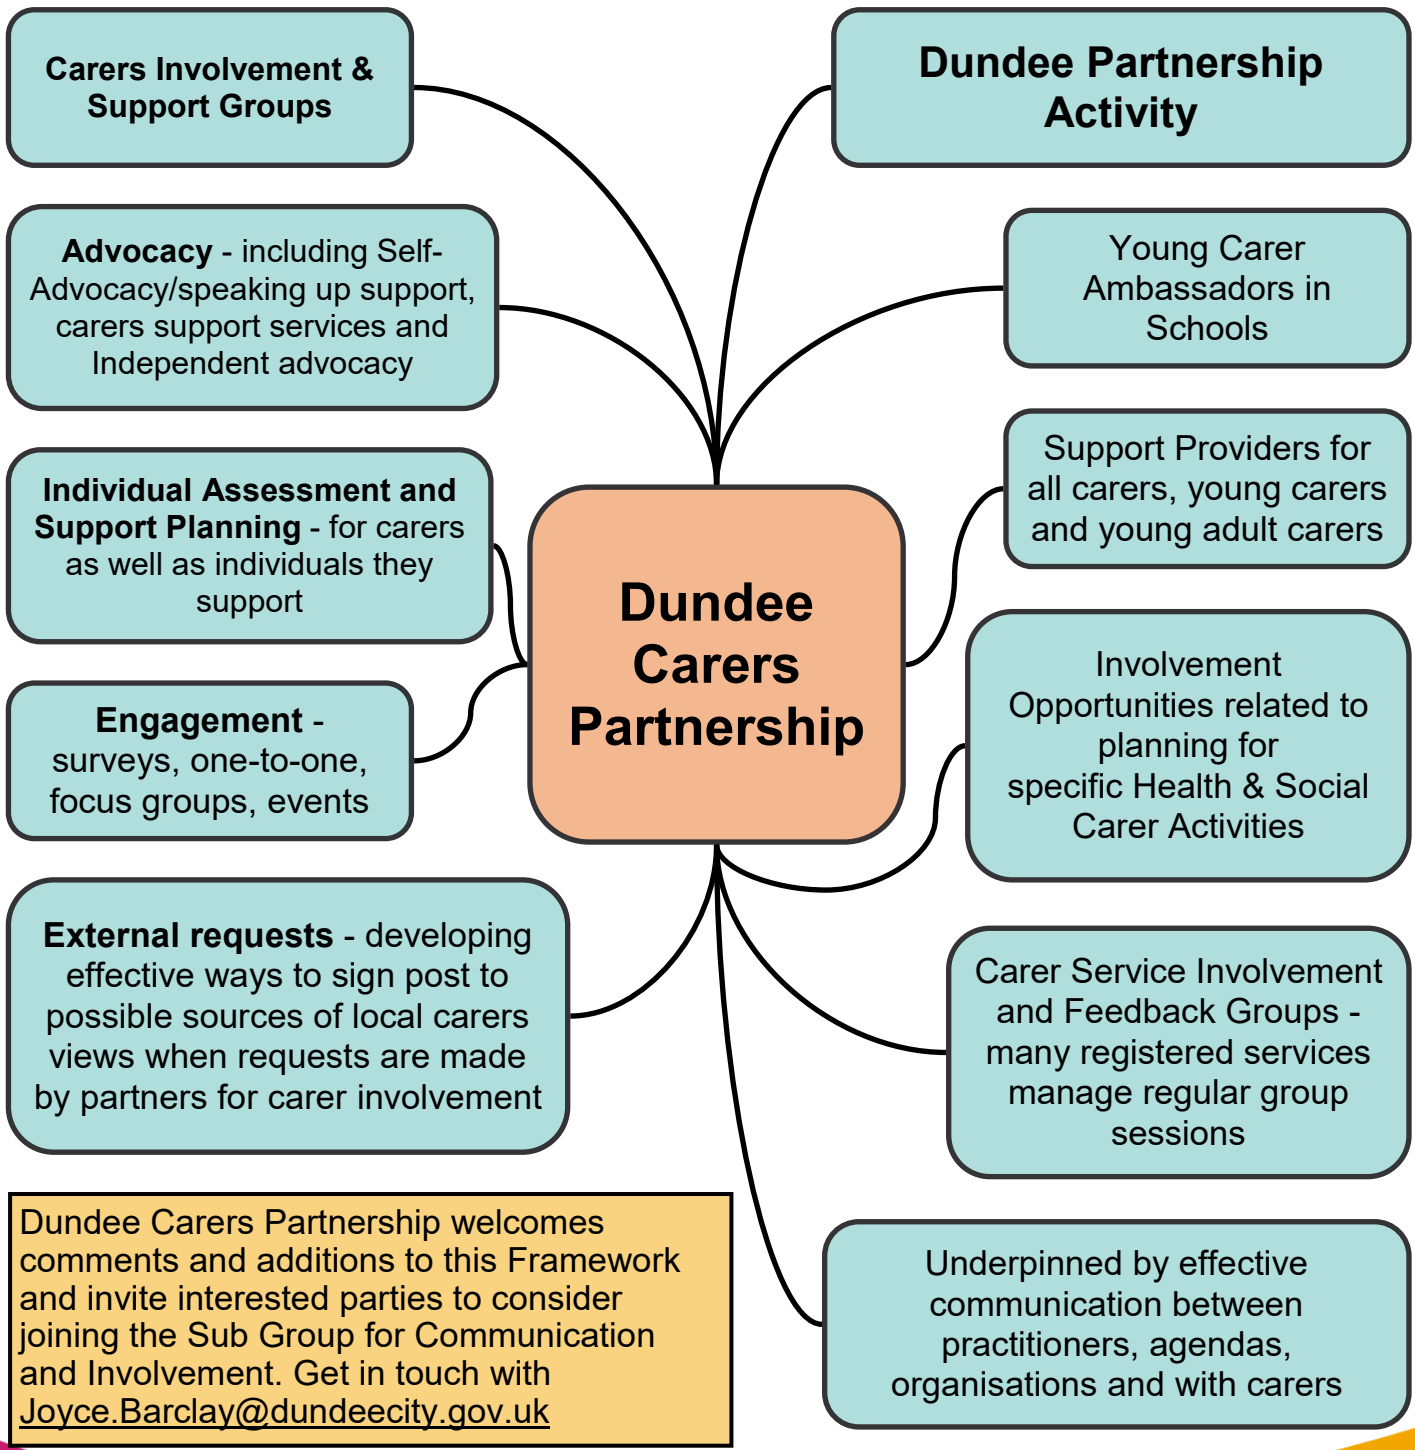 Carers Involvement &
Support Groups
Dundee Partnership
Activity
Advocacy - including Self-
Advocacy/speaking up support,
carers support services and
Independent advocacy
Young Carer
Ambassadors in
Schools
Individual Assessment and
Support Planning - for carers
as well as individuals they
support
Support Providers for
all carers, young carers
and young adult carers
Dundee
Carers
Partnership
Engagement -
surveys, one-to-one,
focus groups, events
Involvement
Opportunities related to
planning for
specific Health & Social
Carer Activities
External requests - developing
effective ways to sign post to
possible sources of local carers
views when requests are made
by partners for carer involvement
Carer Service Involvement
and Feedback Groups -
many registered services
manage regular group
sessions
Dundee Carers Partnership welcomes
comments and additions to this Framework
and invite interested parties to consider
joining the Sub Group for Communication
and Involvement. Get in touch with
Joyce.Barclay@dundeecity.gov.uk
Underpinned by effective
communication between
practitioners, agendas,
organisations and with carers